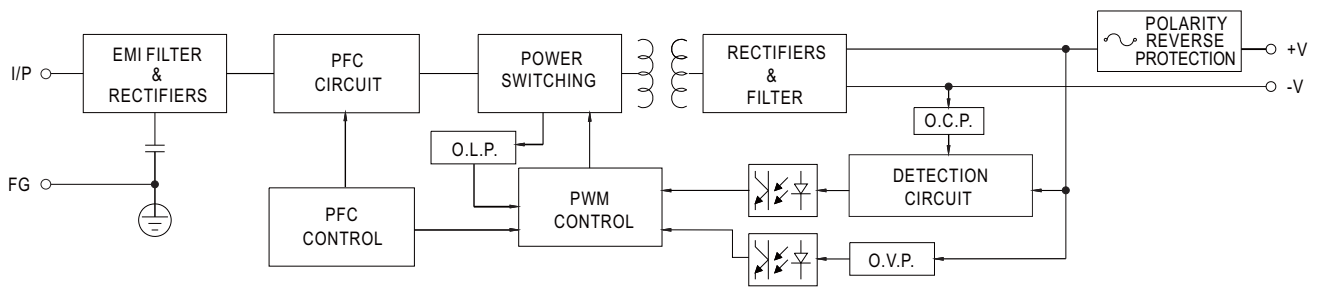 I/P
EMI FILTER
&
RECTIFIERS
PFC
CIRCUIT
POWER
SWITCHING
RECTIFIERS
&
FILTER
POLARITY
REVERSE
PROTECTION
+V
-V
O.C.P.
O.L.P.
DETECTION
CIRCUIT
FG
PFC
CONTROL
PWM
CONTROL
O.V.P.